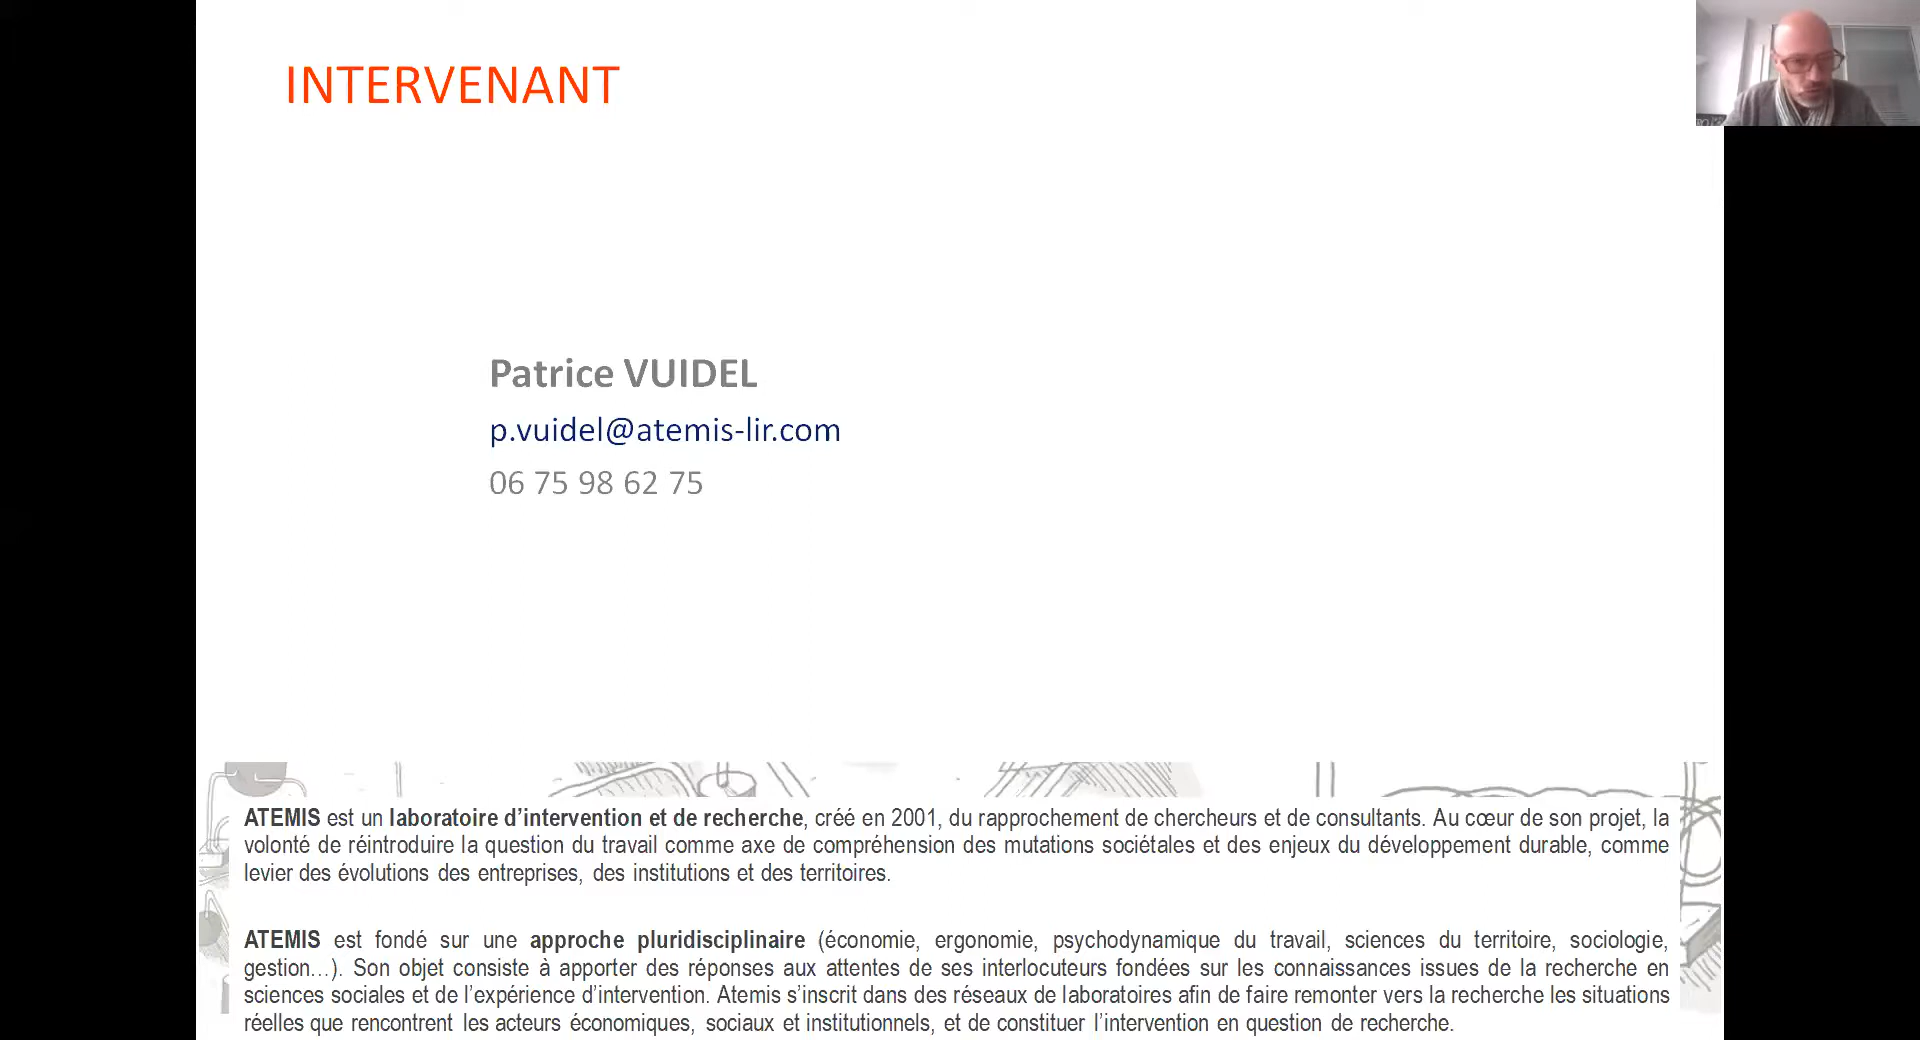 INTERVENANT
Patrice VUIDEL
p.vuidel@atemis-lir.com
06 75 98 62 75
ATEMIS est un laboratoire d’intervention et de recherche, créé en 2001, du rapprochement de chercheurs et de consultants. Au cœur de son projet, la
volonté de réintroduire la question du travail comme axe de compréhension des mutations sociétales et des enjeux du développement durable, comme
levier des évolutions des entreprises, des institutions et des territoires.
ATEMIS est fondé sur une approche pluridisciplinaire (économie, ergonomie, psychodynamique du travail, sciences du territoire, sociologie,
gestion...). Son objet consiste à apporter des réponses aux attentes de ses interlocuteurs fondées sur les connaissances issues de la recherche en
sciences sociales et de l’expérience d’intervention. Atemis s’inscrit dans des réseaux de laboratoires afin de faire remonter vers la recherche les situations
réelles que rencontrent les acteurs économiques, sociaux et institutionnels, et de constituer l’intervention en question de recherche.